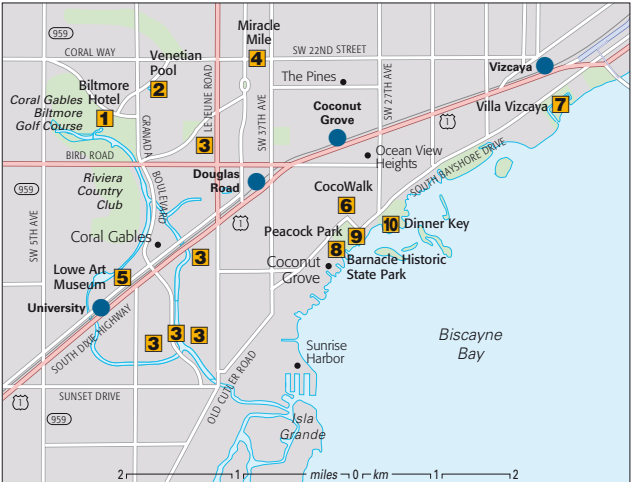 959
CORAL WAY
Venetian
Pool
2
Miracle
Mile
4
SW 22ND STREET
The Pines
Vizcaya
Biltmore
Hotel
1
Coral Gables
Biltmore
Golf Course
GRANADA
BOULEVARD
LEJEUNE ROAD
SW 37TH AVE
SW 27TH AVE
Coconut
Grove
1
Villa Vizcaya
7
3
BIRD ROAD
Ocean View
Heights
SOUTH BAYSHORE DRIVE
959
Riviera
Country
Club
Douglas
Road
SW 5TH AVE
CocoWalk
6
1
Peacock Park
9
10
Dinner Key
8
Barnacle Historic
State Park
Coconut
Grove
Coral Gables
3
Lowe Art
Museum
5
University
SOUTH DIXIE HIGHWAY
3
3
3
Biscayne
Bay
Sunrise
Harbor
OLD CUTLER ROAD
1
SUNSET DRIVE
959
Isla
Grande
2 1 miles 0 km 1 2